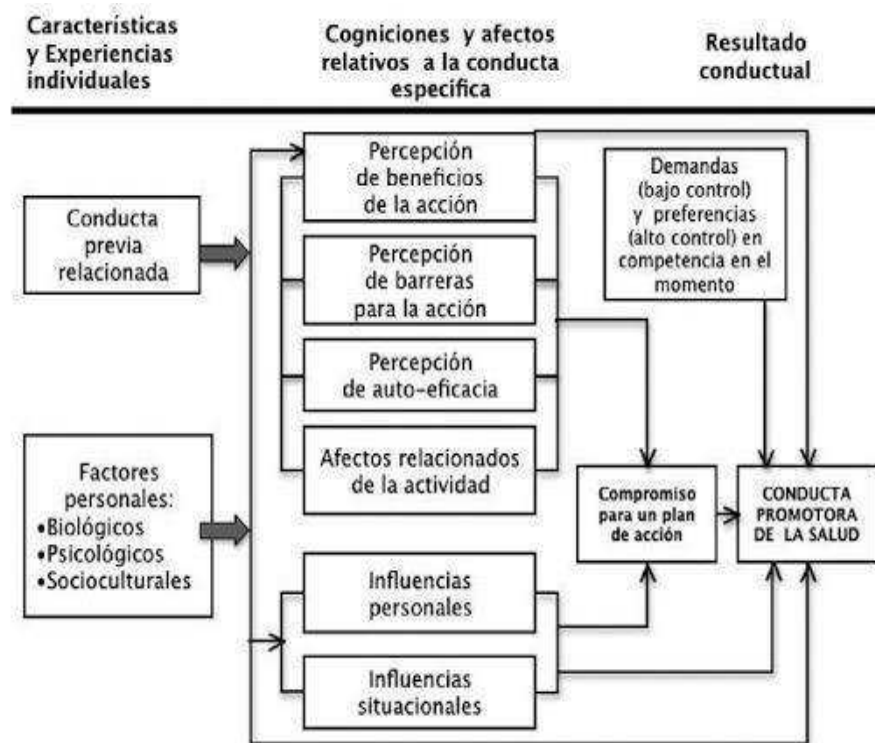 Características
y Experiencias
individuales
Cogniciones y afectos
relativos a la conducta
específica
Resultado
conductual
Conducta
previa
relacionada
Factores
personales:
•Biológicos
•Psicológicos
•Socioculturales
Percepción
de beneficios
de la acción
Percepción
de barreras
para la acción
Percepción
de auto-eficacia
Afectos relacionados
de la actividad
Influencias
personales
Influencias
situacionales
Demandas
(bajo control)
y preferencias
(alto control) en
competencia en el
momento
Compromiso
para un plan
de acción
CONDUCTA
PROMOTORA
DE LA SALUD